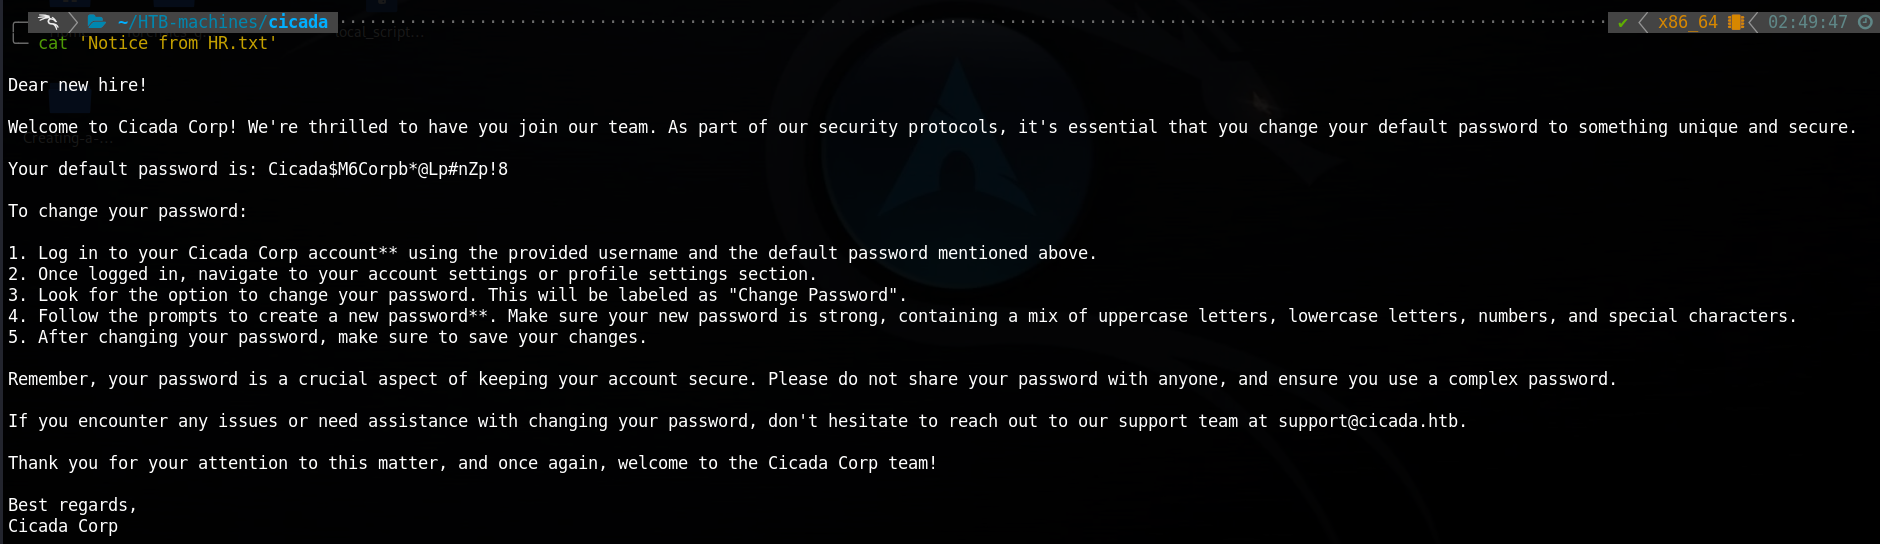 ~/HTB-machines/cicada
x86_64
02:49:47
local_script...
cat 'Notice from HR.txt'
Dear new hire!
Creating-a-...
Welcome to Cicada Corp! We're thrilled to have you join our team. As part of our security protocols, it's essential that you change your default password to something unique and secure.
Your default password is: Cicada$M6Corpb*@Lp#nZp!8
To change your password:
1. Log in to your Cicada Corp account** using the provided username and the default password mentioned above.
2. Once logged in, navigate to your account settings or profile settings section.
3. Look for the option to change your password. This will be labeled as "Change Password".
4. Follow the prompts to create a new password**. Make sure your new password is strong, containing a mix of uppercase letters, lowercase letters, numbers, and special characters.
5. After changing your password, make sure to save your changes.
Remember, your password is a crucial aspect of keeping your account secure. Please do not share your password with anyone, and ensure you use a complex password.
If you encounter any issues or need assistance with changing your password, don't hesitate to reach out to our support team at support@cicada.htb.
Thank you for your attention to this matter, and once again, welcome to the Cicada Corp team!
Best regards,
Cicada Corp